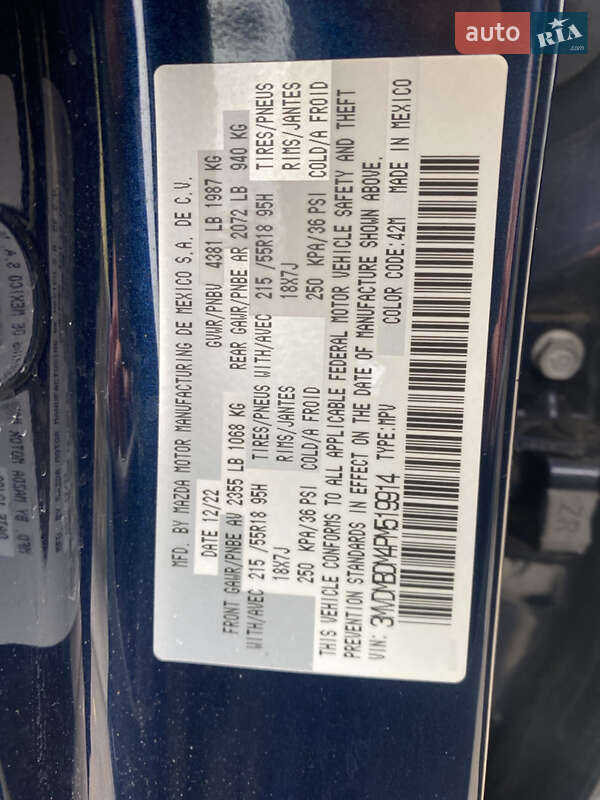 auto RIA.com
MFD. BY MAZDA MOTOR MANUFACTURING DE MEXICO S.A. DE C.V.
DATE 12/22 GVWR/PNBV 4381 LB 1987 KG
FRONT GAWR/PNBE AV 2355 LB 1068 KG REAR GAWR/PNBE AR 2072 LB 940 KG
WITH/AVEC 215 /55R18 95H TIRES/PNEUS WITH/AVEC 215 /55R18 95H TIRES/PNEUS
18X7J RIMS/JANTES 18X7J RIMS/JANTES
250 KPA/36 PSI COLD/A FROID 250 KPA/36 PSI COLD/A FROID
THIS VEHICLE CONFORMS TO ALL APPLICABLE FEDERAL MOTOR VEHICLE SAFETY AND THEFT
PREVENTION STANDARDS IN EFFECT ON THE DATE OF MANUFACTURE SHOWN ABOVE.
VIN: 3MVDMBDM4PM519914 TYPE:MPV COLOR CODE:42M MADE IN MEXICO